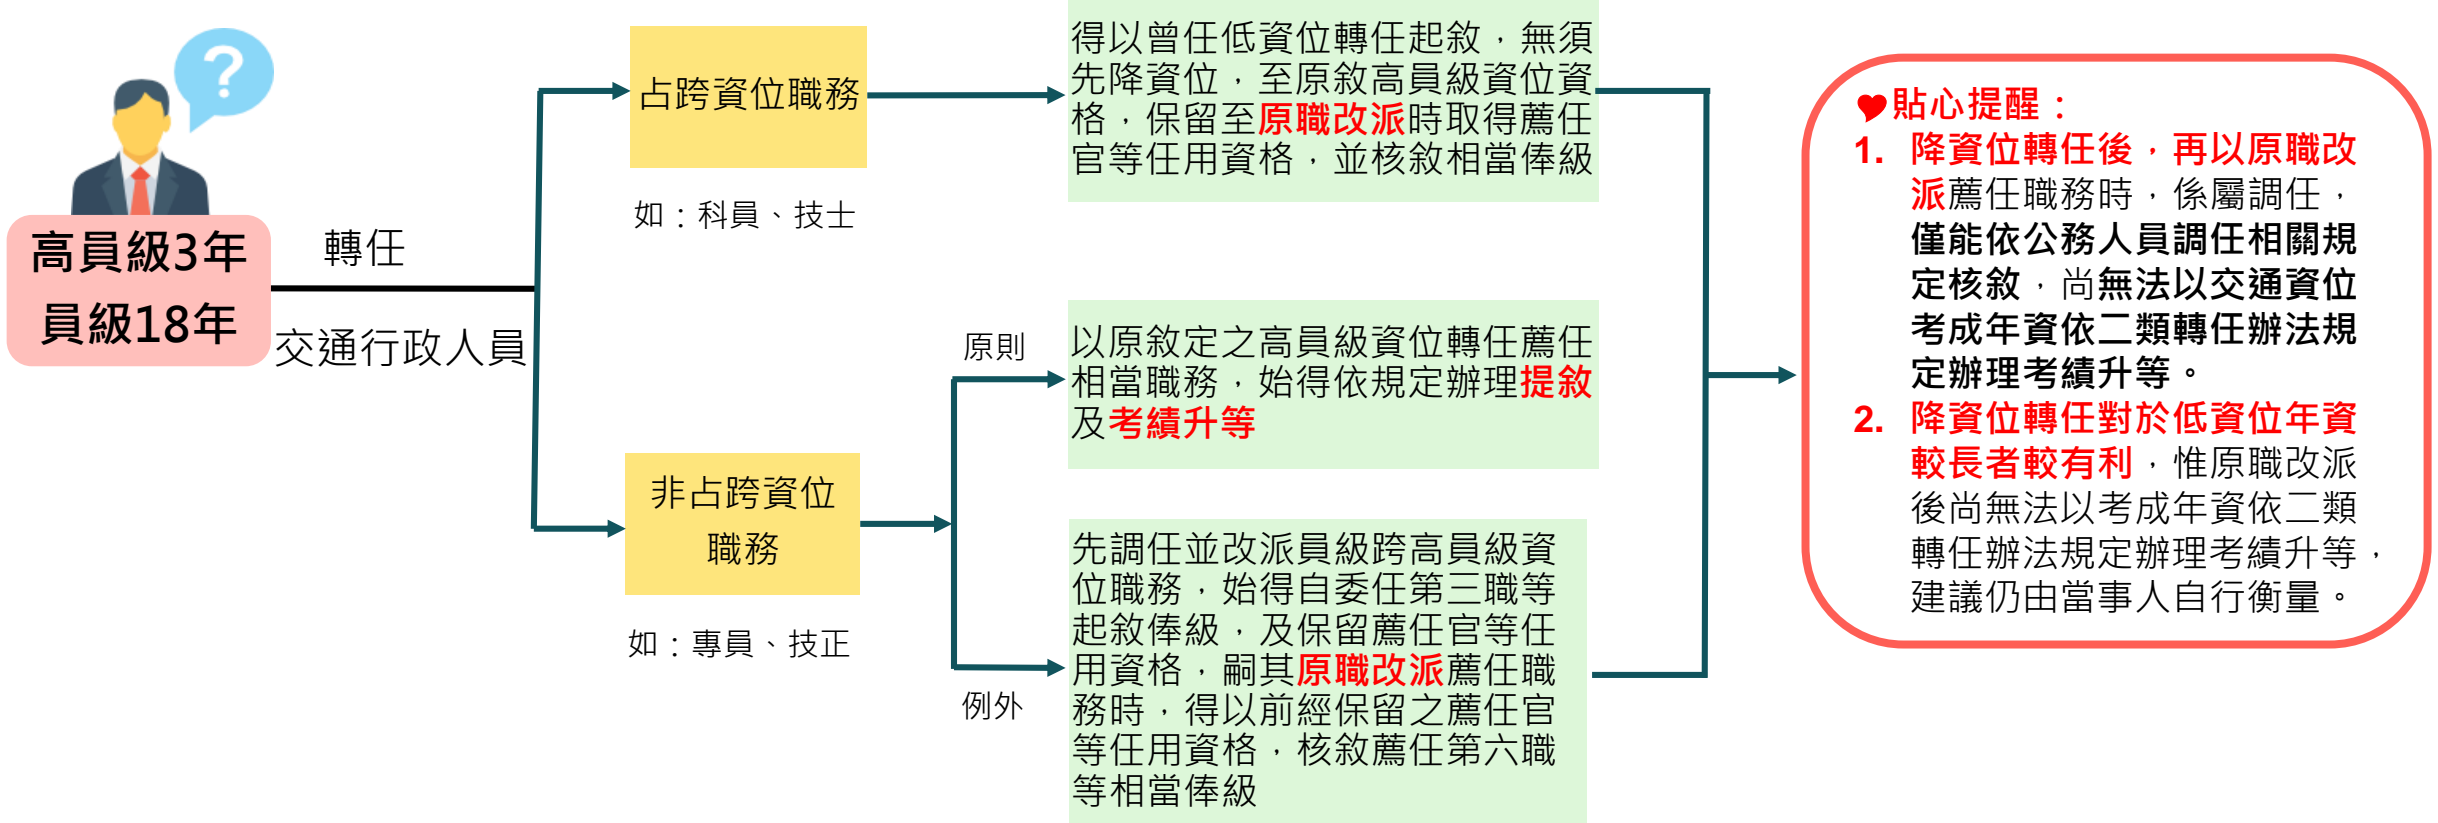 ?
高員級3年
員級18年
轉任
交通行政人員
占跨資位職務
如：科員、技士
得以曾任低資位轉任起敘，無須
先降資位，至原敘高員級資位資
格，保留至原職改派時取得薦任
官等任用資格，並核敘相當俸級
非占跨資位
職務
如：專員、技正
原則
以原敘定之高員級資位轉任薦任
相當職務，始得依規定辦理提敘
及考績升等
例外
先調任並改派員級跨高員級資
位職務，始得自委任第三職等
起敘俸級，及保留薦任官等任
用資格，嗣其原職改派薦任職
務時，得以前經保留之薦任官
等任用資格，核敘薦任第六職
等相當俸級
貼心提醒：
1. 降資位轉任後，再以原職改
派薦任職務時，係屬調任，
僅能依公務人員調任相關規
定核敘，尚無法以交通資位
考成年資依二類轉任辦法規
定辦理考績升等。
2. 降資位轉任對於低資位年資
較長者較有利，惟原職改派
後尚無法以考成年資依二類
轉任辦法規定辦理考績升等，
建議仍由當事人自行衡量。